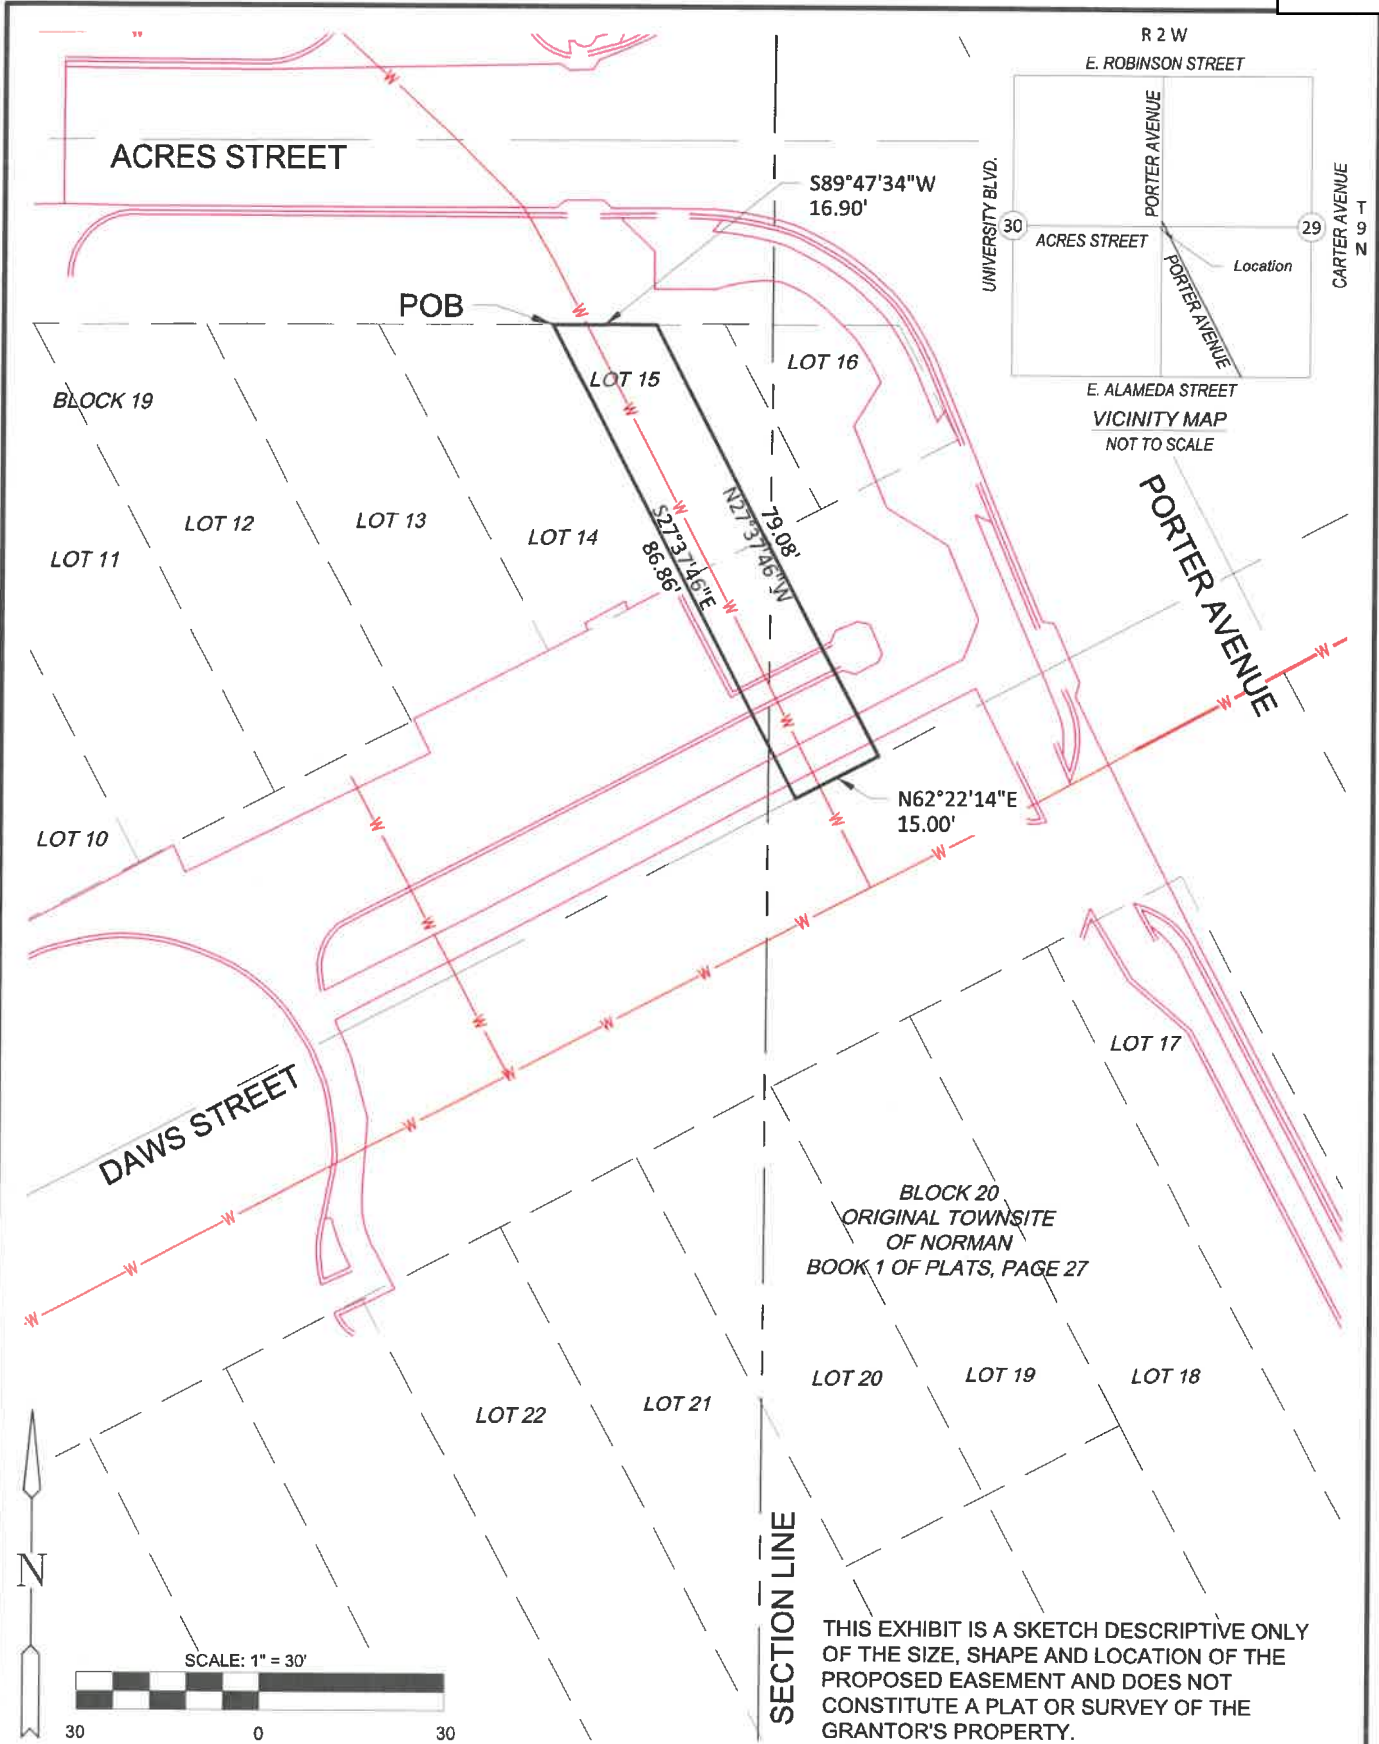 R 2 W
E. ROBINSON STREET
PORTER AVENUE
UNIVERSITY BLVD.
CARTER AVENUE
T
9
N
30
29
ACRES STREET
Location
PORTER AVENUE
E. ALAMEDA STREET
VICINITY MAP
NOT TO SCALE
W
ACRES STREET
S89°47'34"W
16.90'
POB
W
LOT 15
LOT 16
W
BLOCK 19
LOT 11
LOT 12
LOT 13
LOT 14
S27°37'46"E
86.86'
W
W
79.08'
N27°37'46"W
PORTER AVENUE
W
W
W
W
N62°22'14"E
15.00'
LOT 10
W
W
W
W
W
W
W
W
W
W
W
W
DAWS STREET
LOT 17
BLOCK 20
ORIGINAL TOWNSITE
OF NORMAN
BOOK 1 OF PLATS, PAGE 27
LOT 22
LOT 21
LOT 20
LOT 19
LOT 18
SECTION LINE
N
SCALE: 1" = 30'
30 0 30
THIS EXHIBIT IS A SKETCH DESCRIPTIVE ONLY
OF THE SIZE, SHAPE AND LOCATION OF THE
PROPOSED EASEMENT AND DOES NOT
CONSTITUTE A PLAT OR SURVEY OF THE
GRANTOR'S PROPERTY.